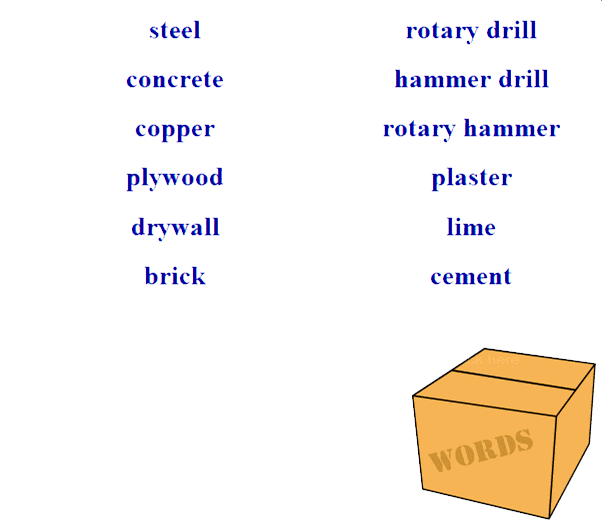 steel rotary drill
concrete hammer drill
copper rotary hammer
plywood plaster
drywall lime
brick cement
WORDS